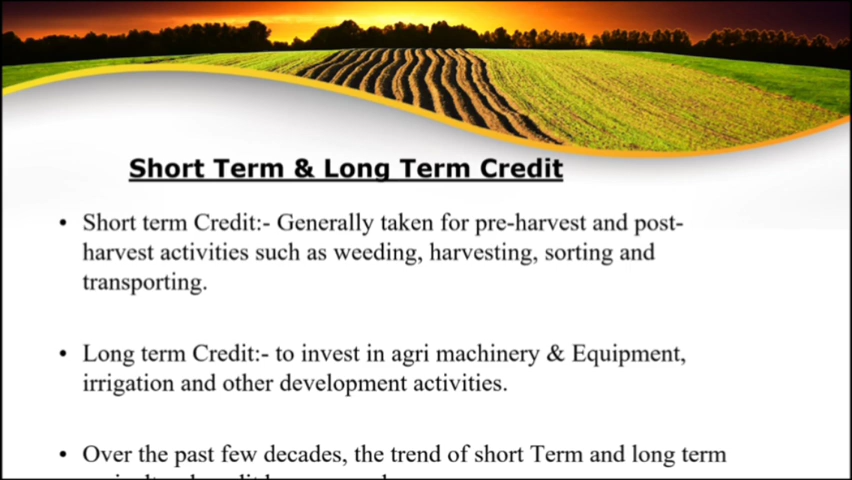 Short Term & Long Term Credit
• Short term Credit:- Generally taken for pre-harvest and post-
harvest activities such as weeding, harvesting, sorting and
transporting.
• Long term Credit:- to invest in agri machinery & Equipment,
irrigation and other development activities.
• Over the past few decades, the trend of short Term and long term